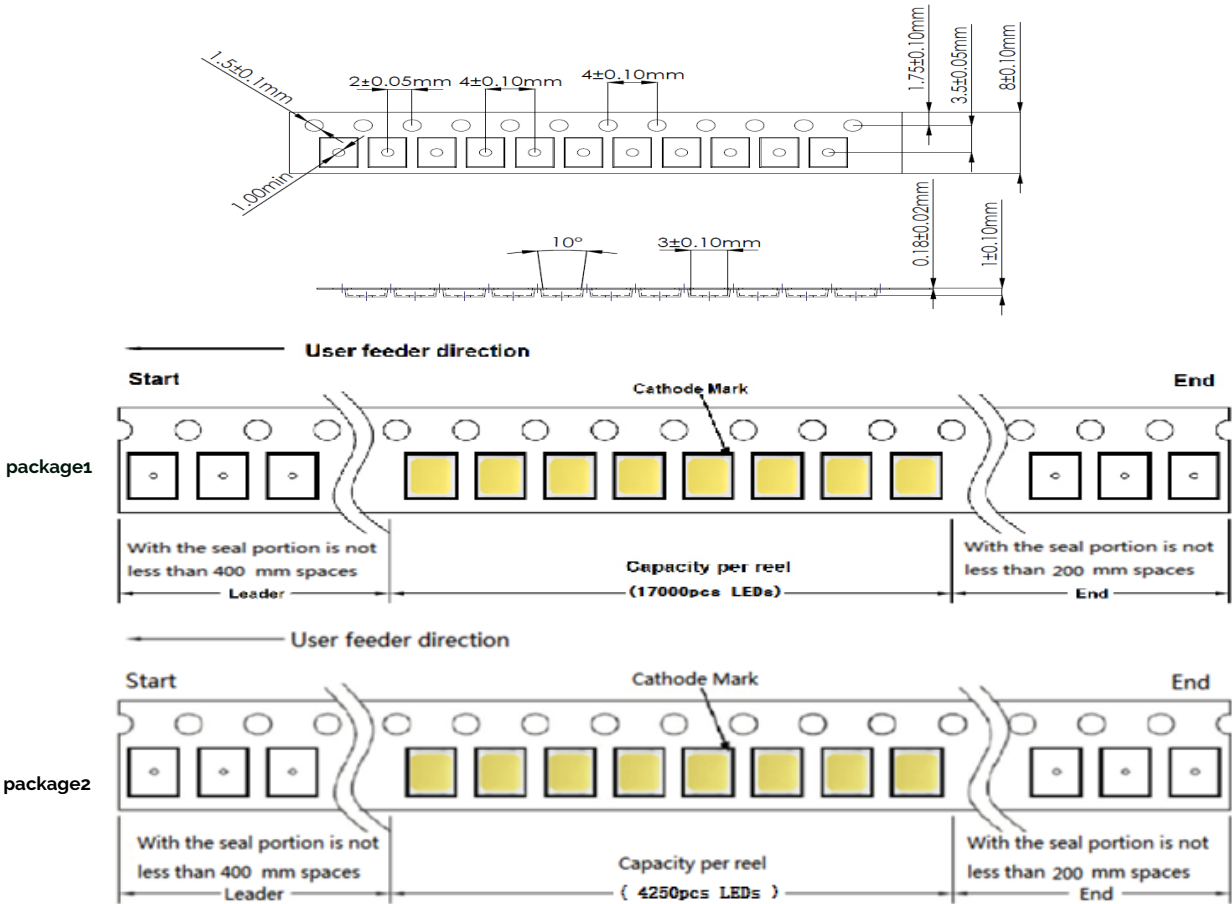 1.5±0.1mm
2±0.05mm
4±0.10mm
4±0.10mm
1.75±0.10mm
3.5±0.05mm
8±0.10mm
1.00min
10°
3±0.10mm
0.18±0.02mm
1±0.10mm
User feeder direction
Start
Cathode Mark
End
package1
With the seal portion is not
less than 400 mm spaces
Leader
Capacity per reel
(17000pcs LEDs)
With the seal portion is not
less than 200 mm spaces
End
User feeder direction
Start
Cathode Mark
End
package2
With the seal portion is not
less than 400 mm spaces
Leader
Capacity per reel
( 4250pcs LEDs )
With the seal portion is not
less than 200 mm spaces
End